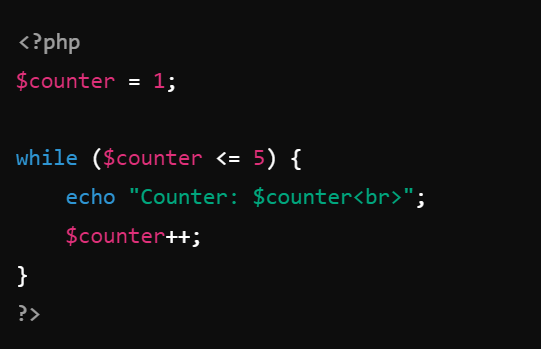 <?php
$counter = 1;

while ($counter <= 5) {
    echo "Counter: $counter<br>";
    $counter++;
}
?>